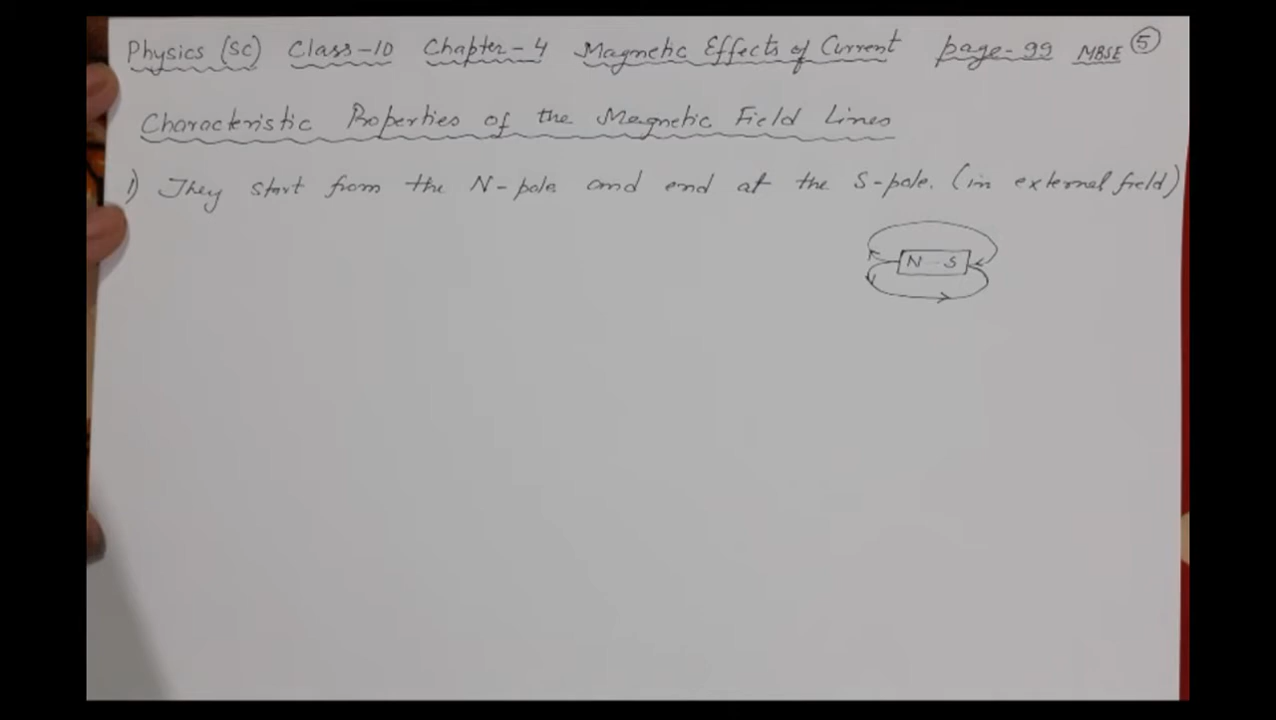 Physics (SC) Class-10 Chapter-4 Magnetic Effects of Current page-99 MBSE 5
Characteristic Properties of the Magnetic Field Lines
1) They start from the N-pole and end at the S-pole. (in external field)
N - S